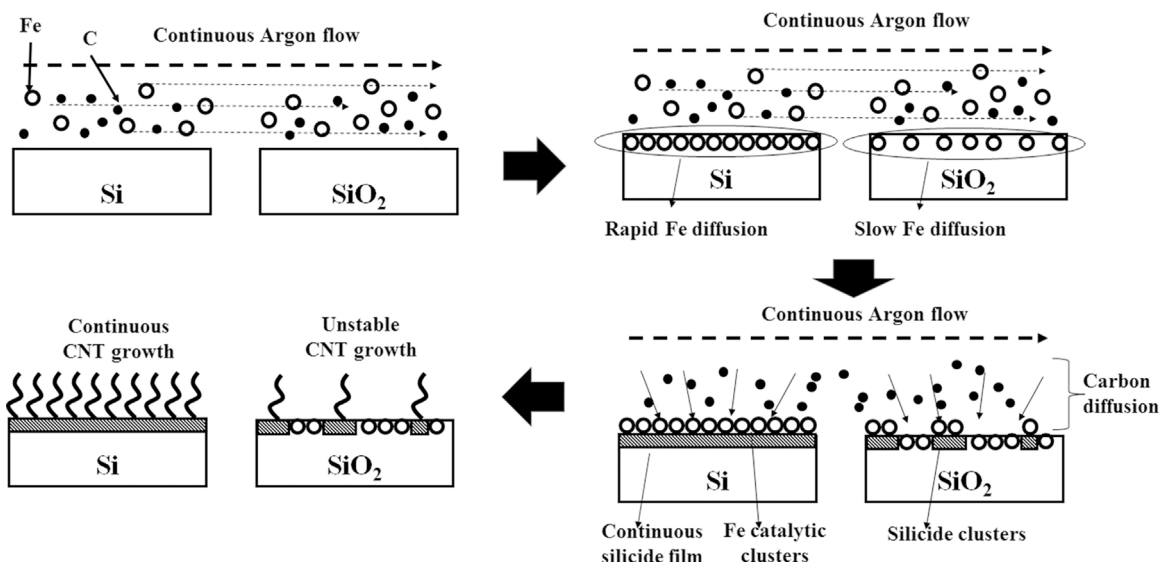 Fe
C
Continuous Argon flow
Si
SiO2
Continuous Argon flow
Si
SiO2
Rapid Fe diffusion
Slow Fe diffusion
Continuous Argon flow
Carbon
diffusion
Si
SiO2
Continuous
silicide film
Fe catalytic
clusters
Silicide clusters
Continuous
CNT growth
Unstable
CNT growth
Si
SiO2